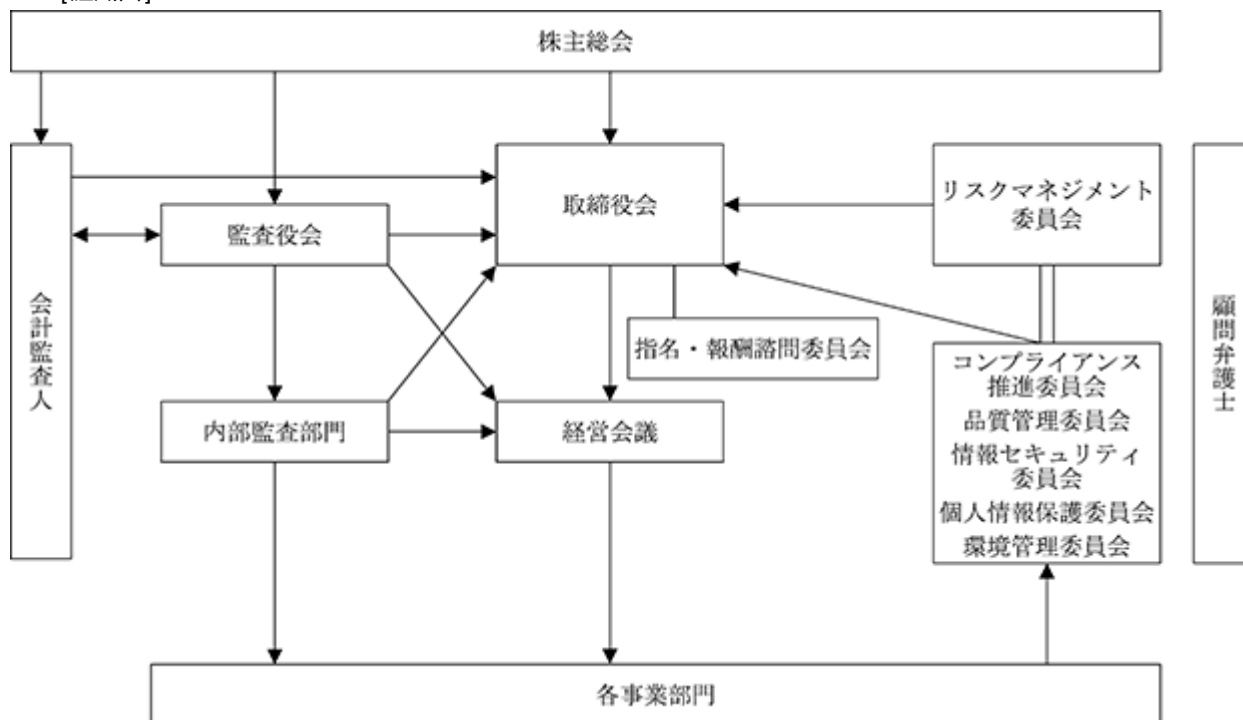 株主総会
取締役会
リスクマネジメント
委員会
監査役会
会計監査人
顧問弁護士
指名・報酬諮問委員会
コンプライアンス
推進委員会
品質管理委員会
情報セキュリティ
委員会
個人情報保護委員会
環境管理委員会
内部監査部門
経営会議
各事業部門